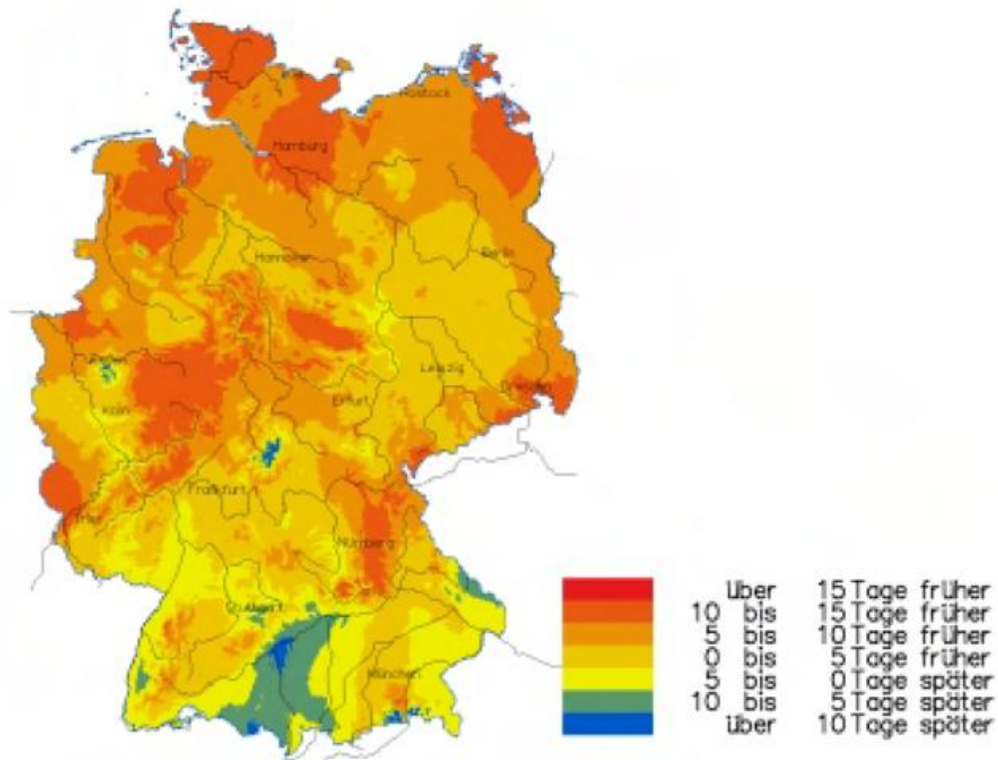 Rostock
Hamburg
Berlin
Hannover
Essen
Leipzig
Dresden
Köln
Erfurt
Frankfurt
Trier
Nürnberg
Stuttgart
München
über 15 Tage früher
10 bis 15 Tage früher
5 bis 10 Tage früher
0 bis 5 Tage früher
5 bis 0 Tage später
10 bis 5 Tage später
über 10 Tage später